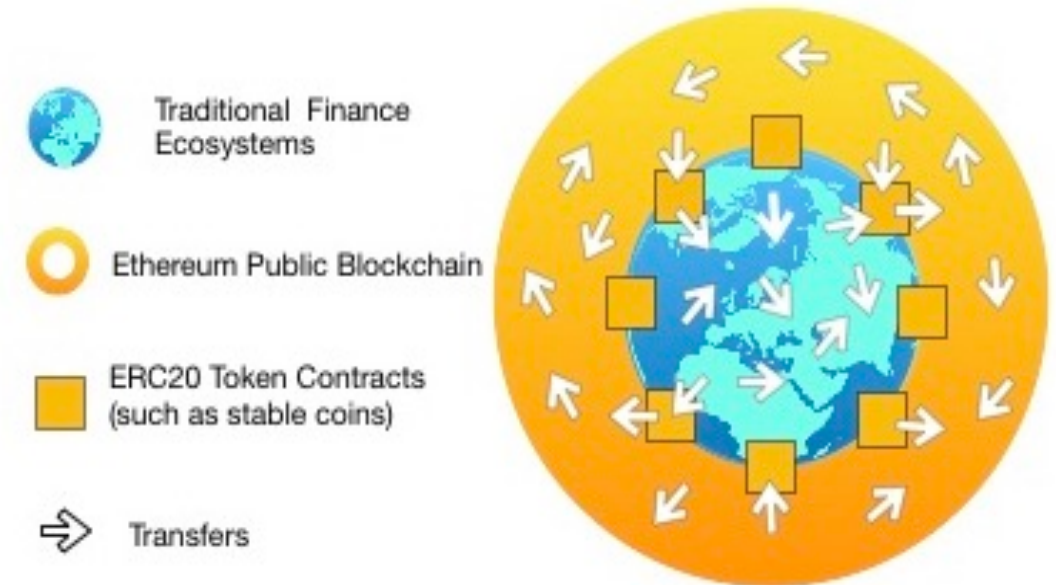 Traditional Finance
Ecosystems
Ethereum Public Blockchain
ERC20 Token Contracts
(such as stable coins)
Transfers